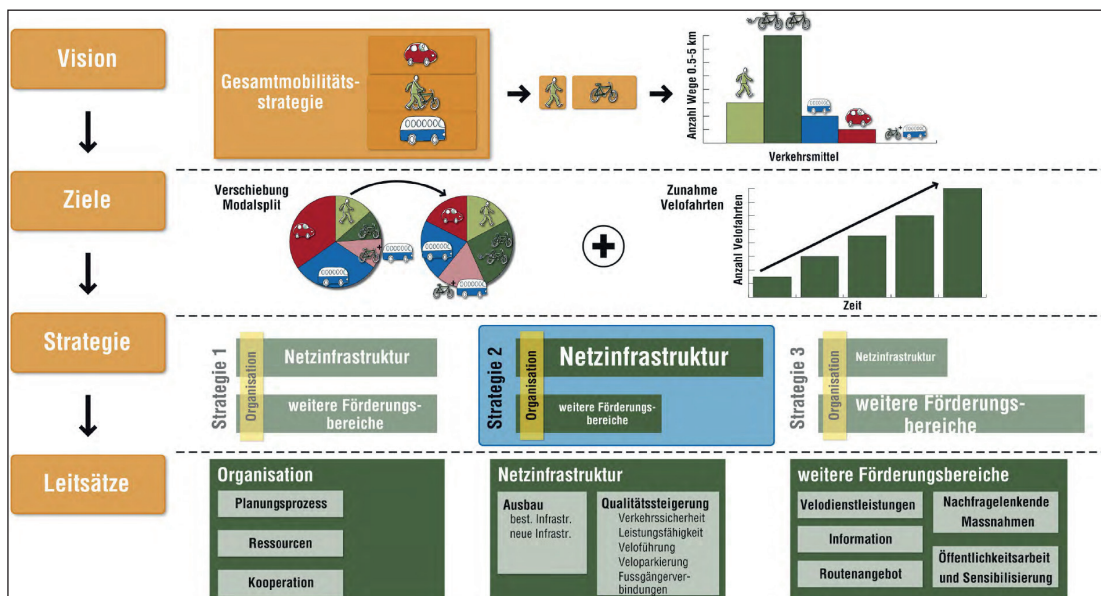 Vision
Gesamtmobilitäts-
strategie
Anzahl Wege 0.5-5 km
Verkehrsmittel
Ziele
Verschiebung
Modalsplit
Zunahme
Velofahrten
Anzahl Velofahrten
Zeit
Strategie
Strategie 1
Organisation
Netzinfrastruktur
weitere Förderungs-
bereiche
Strategie 2
Organisation
Netzinfrastruktur
weitere Förderungs-
bereiche
Strategie 3
Organisation
Netzinfrastruktur
weitere Förderungs-
bereiche
Leitsätze
Organisation
Planungsprozess
Ressourcen
Kooperation
Netzinfrastruktur
Ausbau
best. Infrastr.
neue Infrastr.
Qualitätssteigerung
Verkehrssicherheit
Leistungsfähigkeit
Veloführung
Veloparkierung
Fussgängerver-
bindungen
weitere Förderungsbereiche
Velodienstleistungen
Information
Routenangebot
Nachfragelenkende
Massnahmen
Öffentlichkeitsarbeit
und Sensibilisierung